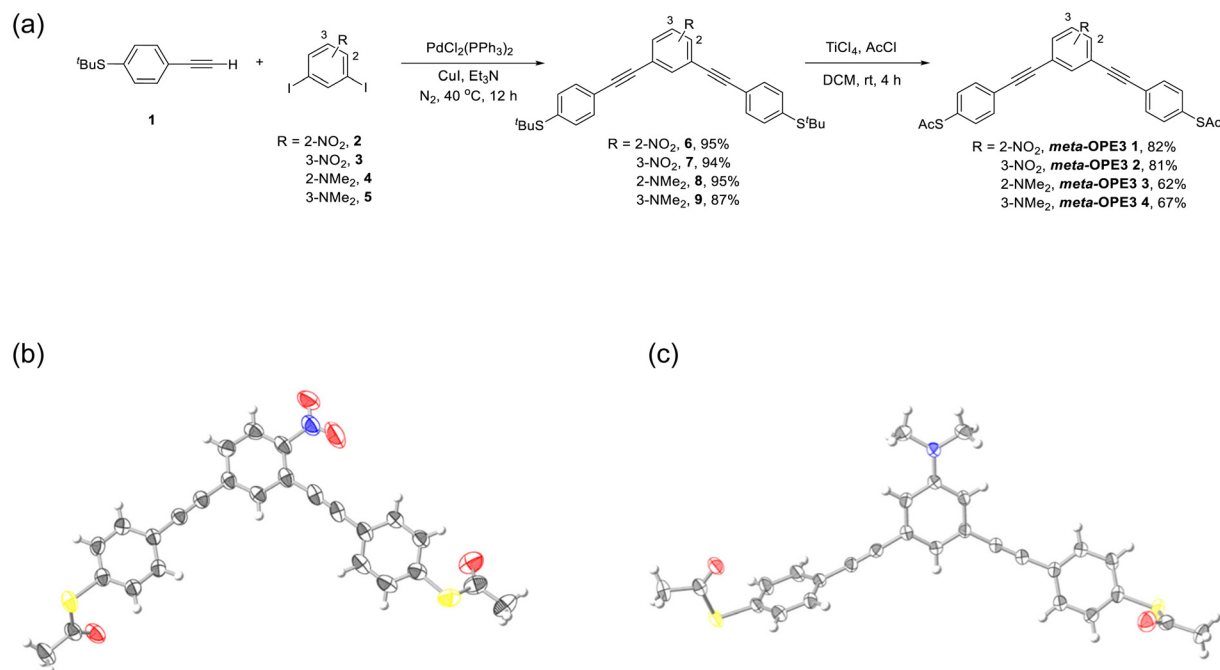 (a)
3
R
2
3
R
2
3
R
2
ᵗBuS
H
+
I
I
PdCl₂(PPh₃)₂
CuI, Et₃N
N₂, 40 °C, 12 h
ᵗBuS
SᵗBu
TiCl₄, AcCl
DCM, rt, 4 h
SAc
SAc
1
R = 2-NO₂, 2
3-NO₂, 3
2-NMe₂, 4
3-NMe₂, 5
R = 2-NO₂, 6, 95%
3-NO₂, 7, 94%
2-NMe₂, 8, 95%
3-NMe₂, 9, 87%
R = 2-NO₂, meta-OPE3 1, 82%
3-NO₂, meta-OPE3 2, 81%
2-NMe₂, meta-OPE3 3, 62%
3-NMe₂, meta-OPE3 4, 67%
(b)
(c)